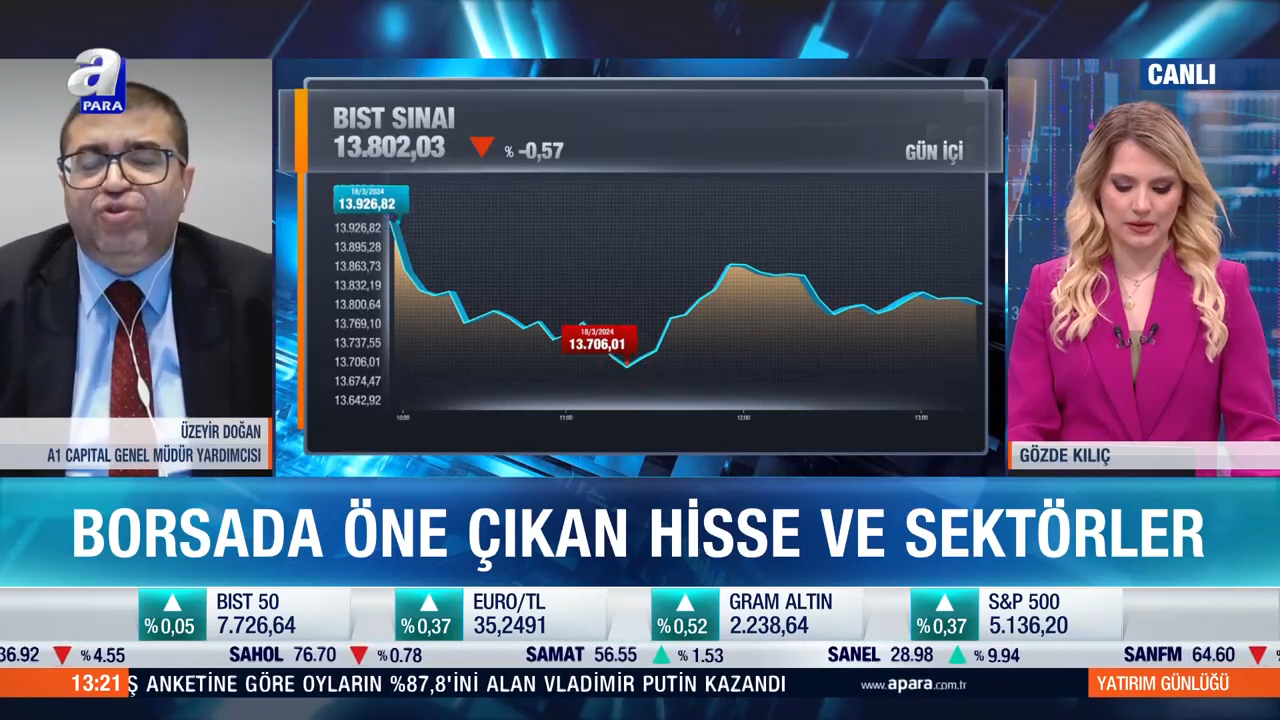 a
PARA
CANLI
BIST SINAI
13.802,03 % -0,57
GÜN İÇİ
18/3/2024
13.926,82
13.926,82
13.895,28
13.863,73
13.832,19
13.800,64
13.769,10
13.737,55
13.706,01
13.674,47
13.642,92
18/3/2024
13.706,01
10:00 11:00 12:00 13:00
ÜZEYİR DOĞAN
A1 CAPITAL GENEL MÜDÜR YARDIMCISI
GÖZDE KILIÇ
BORSADA ÖNE ÇIKAN HİSSE VE SEKTÖRLER
% 0,05 BIST 50 7.726,64
% 0,37 EURO/TL 35,2491
% 0,52 GRAM ALTIN 2.238,64
% 0,37 S&P 500 5.136,20
36.92 % 4.55 SAHOL 76.70 % 0.78 SAMAT 56.55 % 1.53 SANEL 28.98 % 9.94 SANFM 64.60
13:21 Ş ANKETİNE GÖRE OYLARIN %87,8'İNİ ALAN VLADİMİR PUTİN KAZANDI www.apara.com.tr YATIRIM GÜNLÜĞÜ